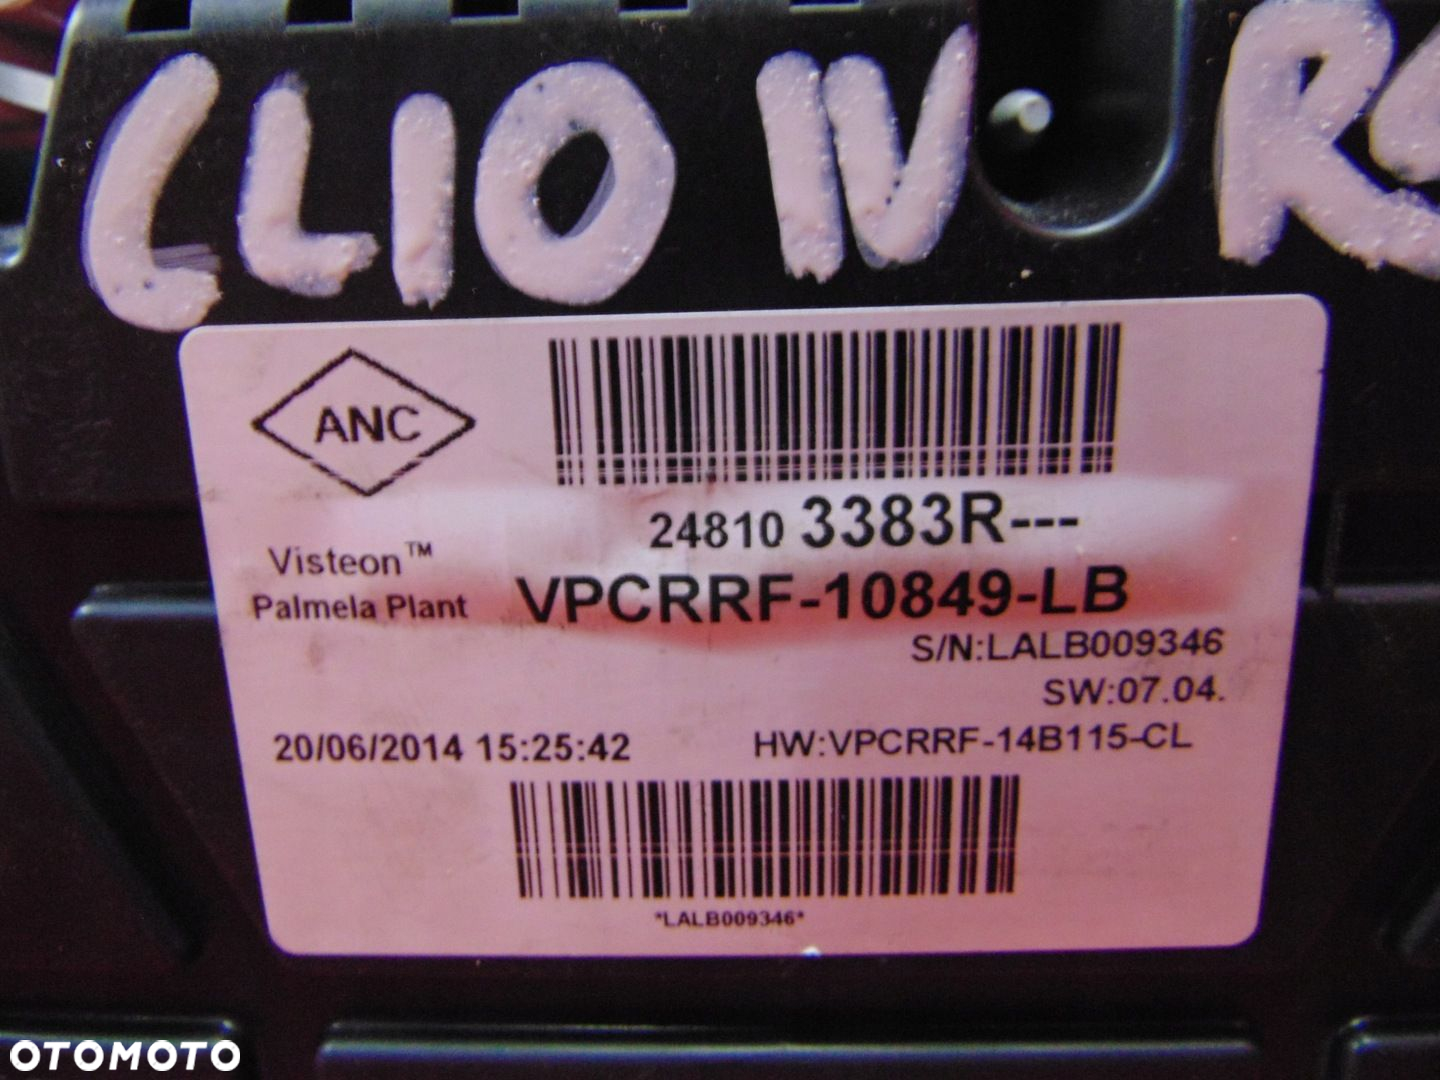 CLIO IV RS
ANC
24810 3383R---
Visteon™
Palmela Plant
VPCRRF-10849-LB
S/N:LALB009346
SW:07.04.
20/06/2014 15:25:42
HW:VPCRRF-14B115-CL
*LALB009346*
OTOMOTO